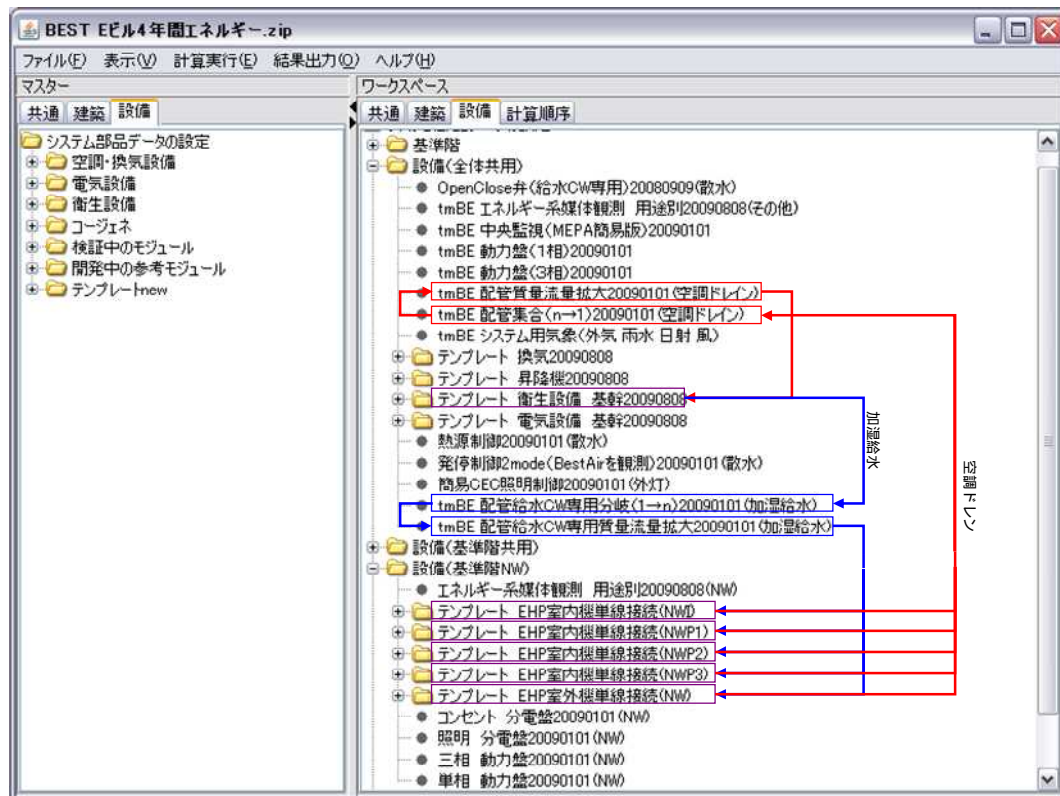 BEST Eビル4年間エネルギー.zip
ファイル(F) 表示(V) 計算実行(E) 結果出力(O) ヘルプ(H)
マスター
共通 建築 設備
システム部品データの設定
空調・換気設備
電気設備
衛生設備
コージェネ
検証中のモジュール
開発中の参考モジュール
テンプレートnew
ワークスペース
共通 建築 設備 計算順序
基準階
設備(全体共用)
OpenClose弁(給水CW専用)20080909(散水)
tmBE エネルギー系媒体観測 用途別20090808(その他)
tmBE 中央監視(MEPA簡易版)20090101
tmBE 動力盤(1相)20090101
tmBE 動力盤(3相)20090101
tmBE 配管質量流量拡大20090101(空調ドレイン)
tmBE 配管集合(n→1)20090101(空調ドレイン)
tmBE システム用気象(外気 雨水 日射 風)
テンプレート 換気20090808
テンプレート 昇降機20090808
テンプレート 衛生設備 基幹20090808
テンプレート 電気設備 基幹20090808
熱源制御20090101(散水)
発停制御2mode(BestAirを観測)20090101(散水)
簡易CEC照明制御20090101(外灯)
tmBE 配管給水CW専用分岐(1→n)20090101(加湿給水)
tmBE 配管給水CW専用質量流量拡大20090101(加湿給水)
設備(基準階共用)
設備(基準階NW)
エネルギー系媒体観測 用途別20090808(NW)
テンプレート EHP室内機単線接続(NWI)
テンプレート EHP室内機単線接続(NWP1)
テンプレート EHP室内機単線接続(NWP2)
テンプレート EHP室内機単線接続(NWP3)
テンプレート EHP室外機単線接続(NW)
コンセント 分電盤20090101(NW)
照明 分電盤20090101(NW)
三相 動力盤20090101(NW)
単相 動力盤20090101(NW)
加湿給水
空調ドレン